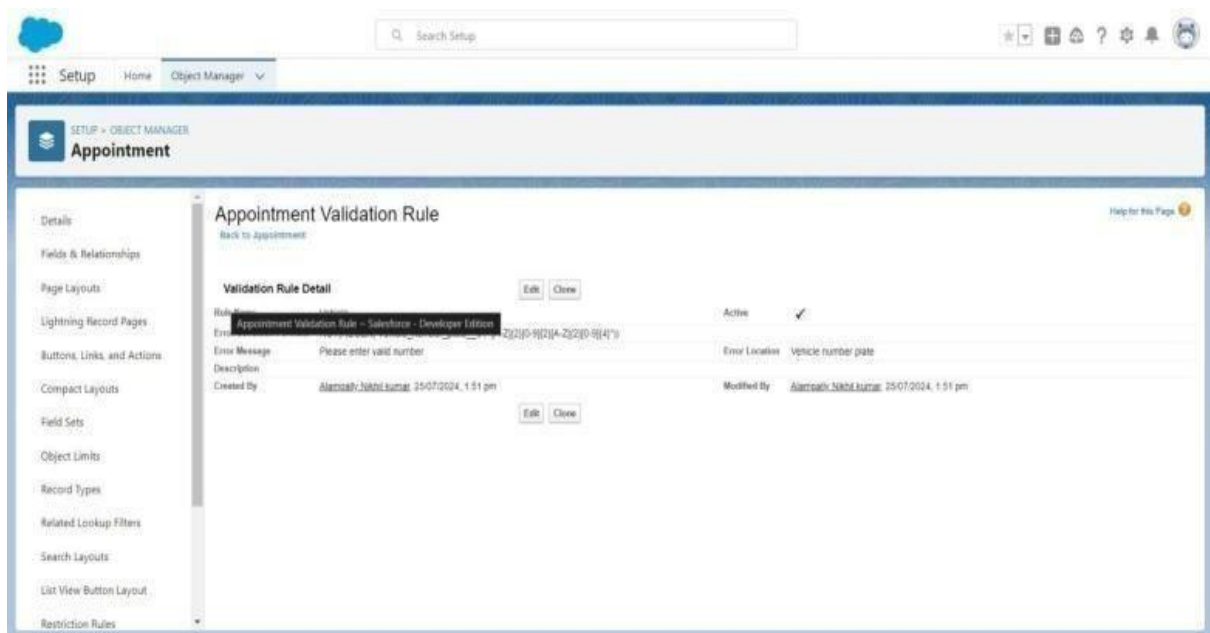 Search Setup
Setup Home Object Manager
SETUP > OBJECT MANAGER
Appointment
Details
Fields & Relationships
Page Layouts
Lightning Record Pages
Buttons, Links, and Actions
Compact Layouts
Field Sets
Object Limits
Record Types
Related Lookup Filters
Search Layouts
List View Button Layout
Restriction Rules
Appointment Validation Rule
Help for this Page
Back to Appointment
Validation Rule Detail Edit Clone
Active
Appointment Validation Rule ~ Salesforce - Developer Edition
Error Message Please enter valid number Error Location Vehicle number plate
Description
Created By Alampally Nikhil kumar, 25/07/2024, 1:51 pm Modified By Alampally Nikhil kumar, 25/07/2024, 1:51 pm
Edit Clone